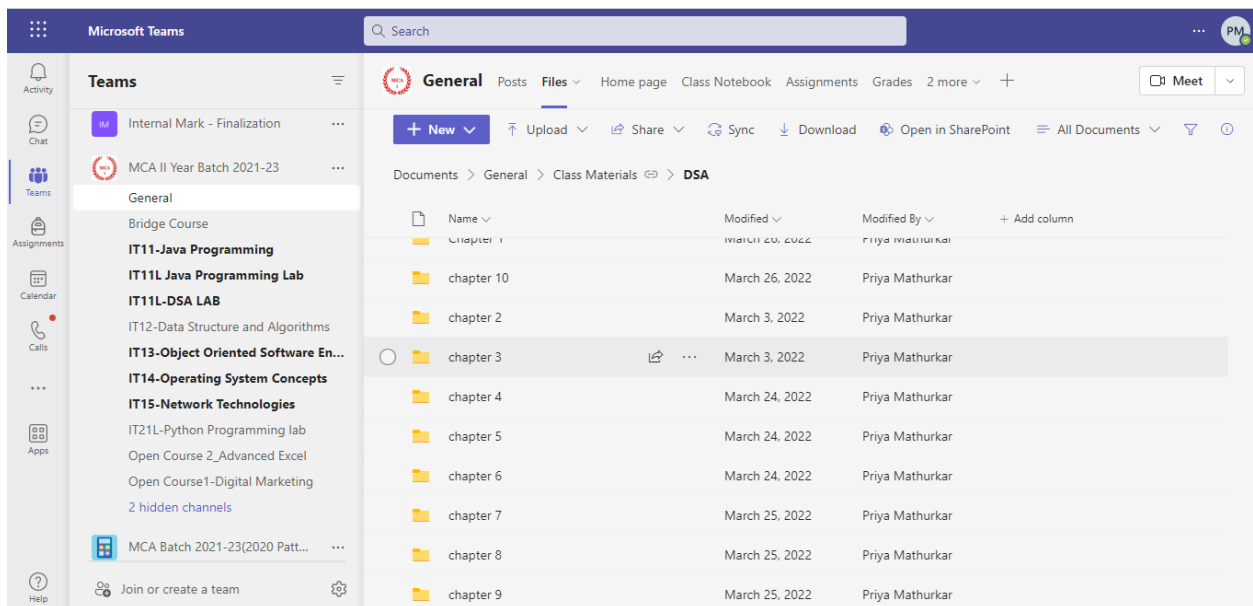 Microsoft Teams
Search
PM
Activity
Chat
Teams
Assignments
Calendar
Calls
Apps
Help
Teams
IM Internal Mark - Finalization
MCA II Year Batch 2021-23
General
Bridge Course
IT11-Java Programming
IT11L Java Programming Lab
IT11L-DSA LAB
IT12-Data Structure and Algorithms
IT13-Object Oriented Software En...
IT14-Operating System Concepts
IT15-Network Technologies
IT21L-Python Programming lab
Open Course 2_Advanced Excel
Open Course1-Digital Marketing
2 hidden channels
MCA Batch 2021-23(2020 Patt...
Join or create a team
MCA I General Posts Files Home page Class Notebook Assignments Grades 2 more Meet
New Upload Share Sync Download Open in SharePoint All Documents
Documents > General > Class Materials > DSA
Name Modified Modified By + Add column
Chapter 1 March 26, 2022 Priya Mathurkar
chapter 10 March 26, 2022 Priya Mathurkar
chapter 2 March 3, 2022 Priya Mathurkar
chapter 3 March 3, 2022 Priya Mathurkar
chapter 4 March 24, 2022 Priya Mathurkar
chapter 5 March 24, 2022 Priya Mathurkar
chapter 6 March 24, 2022 Priya Mathurkar
chapter 7 March 25, 2022 Priya Mathurkar
chapter 8 March 25, 2022 Priya Mathurkar
chapter 9 March 25, 2022 Priya Mathurkar